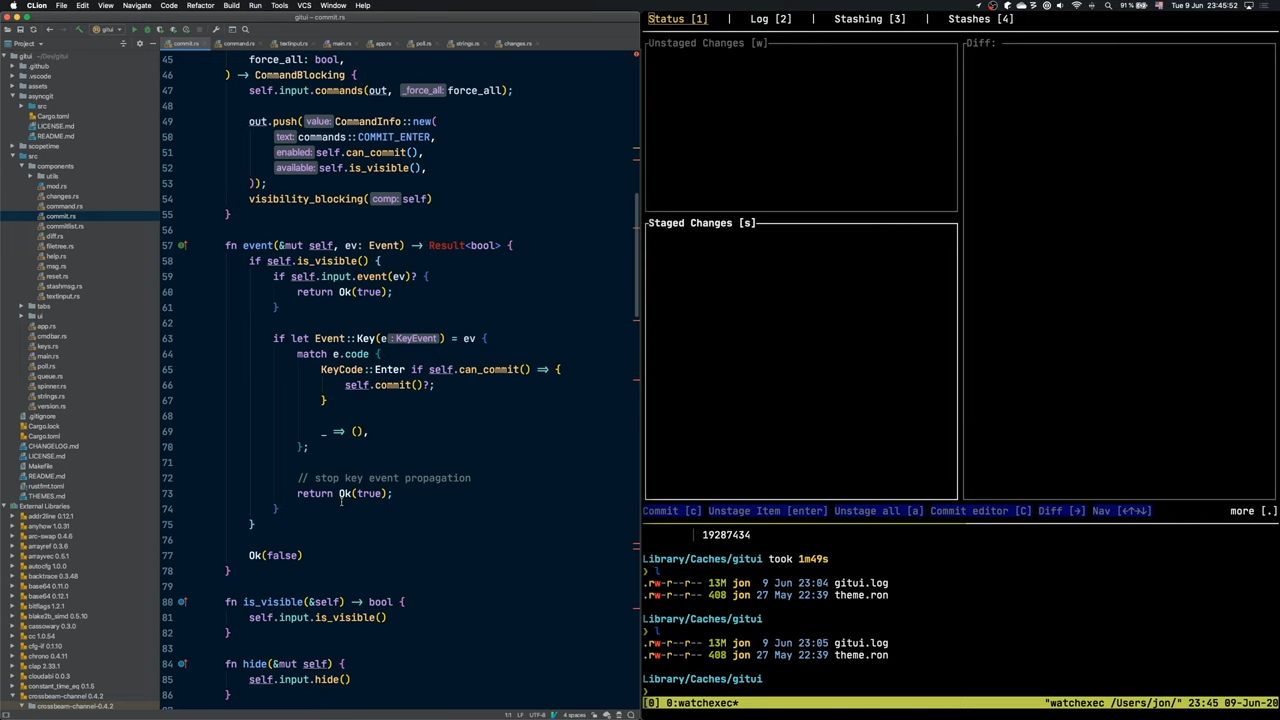 CLion File Edit View Navigate Code Refactor Build Run Tools VCS Window Help
91 % Tue 9 Jun 23:45:52
gitui – commit.rs
gitui
Project
commit.rs command.rs textinput.rs main.rs app.rs poll.rs strings.rs changes.rs
gitui ~/Dev/gitui
.github
.vscode
assets
asyncgit
src
Cargo.toml
LICENSE.md
README.md
scopetime
src
components
utils
mod.rs
changes.rs
command.rs
commit.rs
commitlist.rs
diff.rs
filetree.rs
help.rs
msg.rs
reset.rs
stashmsg.rs
textinput.rs
tabs
ui
app.rs
cmdbar.rs
keys.rs
main.rs
poll.rs
queue.rs
spinner.rs
strings.rs
version.rs
.gitignore
Cargo.lock
Cargo.toml
CHANGELOG.md
LICENSE.md
Makefile
README.md
rustfmt.toml
THEMES.md
External Libraries
addr2line 0.12.1
anyhow 1.0.31
arc-swap 0.4.6
arrayref 0.3.6
arrayvec 0.5.1
autocfg 1.0.0
backtrace 0.3.48
base64 0.11.0
base64 0.12.1
bitflags 1.2.1
blake2b_simd 0.5.10
cassowary 0.3.0
cc 1.0.54
cfg-if 0.1.10
chrono 0.4.11
clap 2.33.1
cloudabi 0.0.3
constant_time_eq 0.1.5
crossbeam-channel 0.4.2
crossbeam-channel-0.4.2
45 force_all: bool,
46 ) → CommandBlocking {
47 self.input.commands(out, _force_all: force_all);
48
49 out.push( value: CommandInfo::new(
50 text: commands::COMMIT_ENTER,
51 enabled: self.can_commit(),
52 available: self.is_visible(),
53 ));
54 visibility_blocking( comp: self)
55 }
57 fn event(&mut self, ev: Event) → Result<bool> {
58 if self.is_visible() {
59 if self.input.event(ev)? {
60 return Ok(true);
61 }
62
63 if let Event::Key(e : KeyEvent ) = ev {
64 match e.code {
65 KeyCode::Enter if self.can_commit() ⇒ {
66 self.commit()?;
67 }
68
69 _ ⇒ (),
70 };
71
72 // stop key event propagation
73 return Ok(true);
74 }
75 }
76
77 Ok(false)
78 }
79
80 fn is_visible(&self) → bool {
81 self.input.is_visible()
82 }
83
84 fn hide(&mut self) {
85 self.input.hide()
86 }
1:1 LF UTF-8 4 spaces
Status [1] | Log [2] | Stashing [3] | Stashes [4]
Unstaged Changes [w]
Diff:
Staged Changes [s]
Commit [c] Unstage Item [enter] Unstage all [a] Commit editor [C] Diff [→] Nav [←↑→↓] more [.]
| 19287434
Library/Caches/gitui took 1m49s
❯ l
.rw-r--r-- 13M jon 9 Jun 23:04 gitui.log
.rw-r--r-- 408 jon 27 May 22:39 theme.ron
Library/Caches/gitui
❯ l
.rw-r--r-- 13M jon 9 Jun 23:05 gitui.log
.rw-r--r-- 408 jon 27 May 22:39 theme.ron
Library/Caches/gitui
❯
[0] 0:watchexec* "watchexec /Users/jon/" 23:45 09-Jun-20